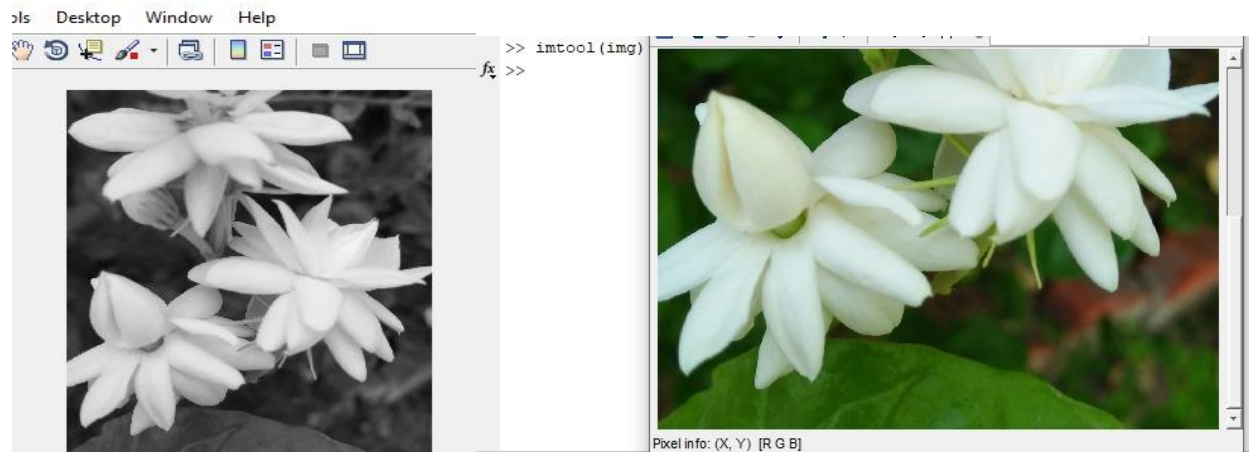 ols Desktop Window Help
>> imtool(img)
fx >>
Pixel info: (X, Y) [R G B]